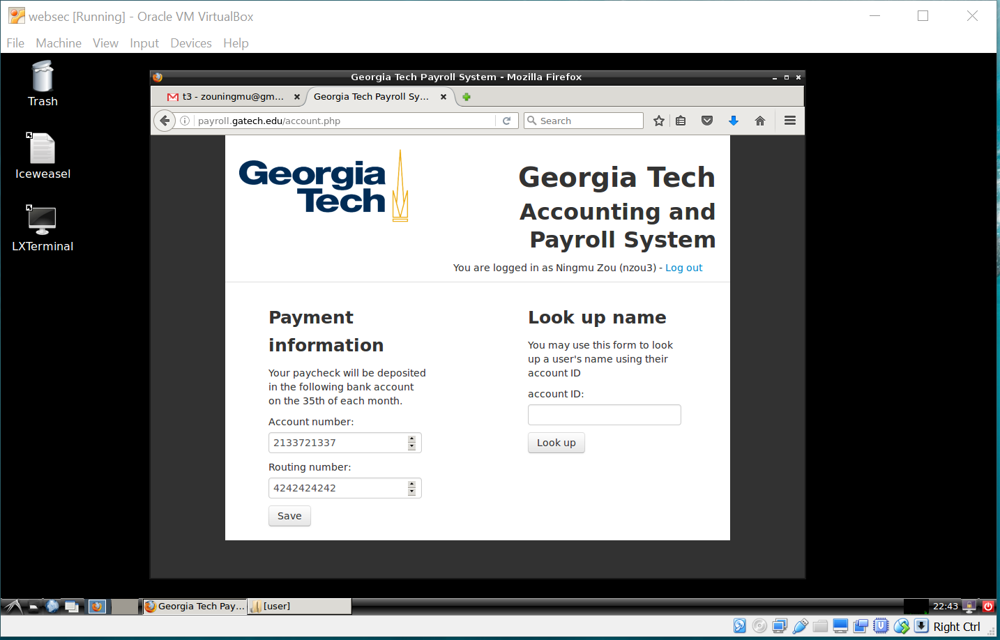 websec [Running] - Oracle VM VirtualBox
File Machine View Input Devices Help
Trash
Iceweasel
LXTerminal
Georgia Tech Payroll System - Mozilla Firefox
t3 - zouningmu@gm...
Georgia Tech Payroll Sy...
payroll.gatech.edu/account.php
Search
Georgia
Tech
Georgia Tech
Accounting and
Payroll System
You are logged in as Ningmu Zou (nzou3) - Log out
Payment
information
Your paycheck will be deposited
in the following bank account
on the 35th of each month.
Account number:
2133721337
Routing number:
4242424242
Save
Look up name
You may use this form to look
up a user's name using their
account ID
account ID:
Look up
Georgia Tech Pay...
[user]
22:43
Right Ctrl